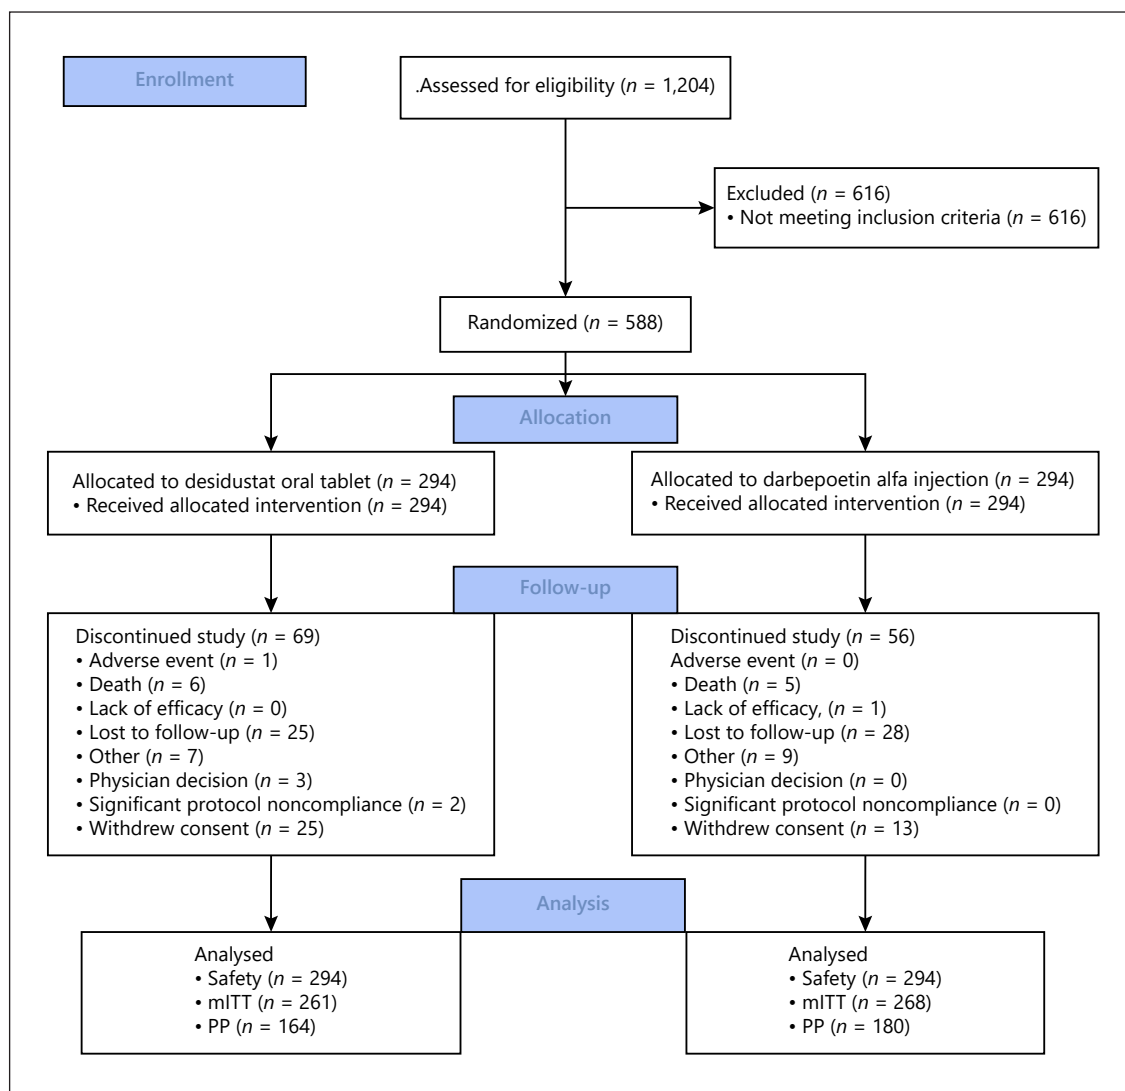 Enrollment
.Assessed for eligibility (n = 1,204)
Excluded (n = 616)
• Not meeting inclusion criteria (n = 616)
Randomized (n = 588)
Allocation
Allocated to desidustat oral tablet (n = 294)
• Received allocated intervention (n = 294)
Allocated to darbepoetin alfa injection (n = 294)
• Received allocated intervention (n = 294)
Follow-up
Discontinued study (n = 69)
• Adverse event (n = 1)
• Death (n = 6)
• Lack of efficacy (n = 0)
• Lost to follow-up (n = 25)
• Other (n = 7)
• Physician decision (n = 3)
• Significant protocol noncompliance (n = 2)
• Withdrew consent (n = 25)
Discontinued study (n = 56)
Adverse event (n = 0)
• Death (n = 5)
• Lack of efficacy, (n = 1)
• Lost to follow-up (n = 28)
• Other (n = 9)
• Physician decision (n = 0)
• Significant protocol noncompliance (n = 0)
• Withdrew consent (n = 13)
Analysis
Analysed
• Safety (n = 294)
• mITT (n = 261)
• PP (n = 164)
Analysed
• Safety (n = 294)
• mITT (n = 268)
• PP (n = 180)